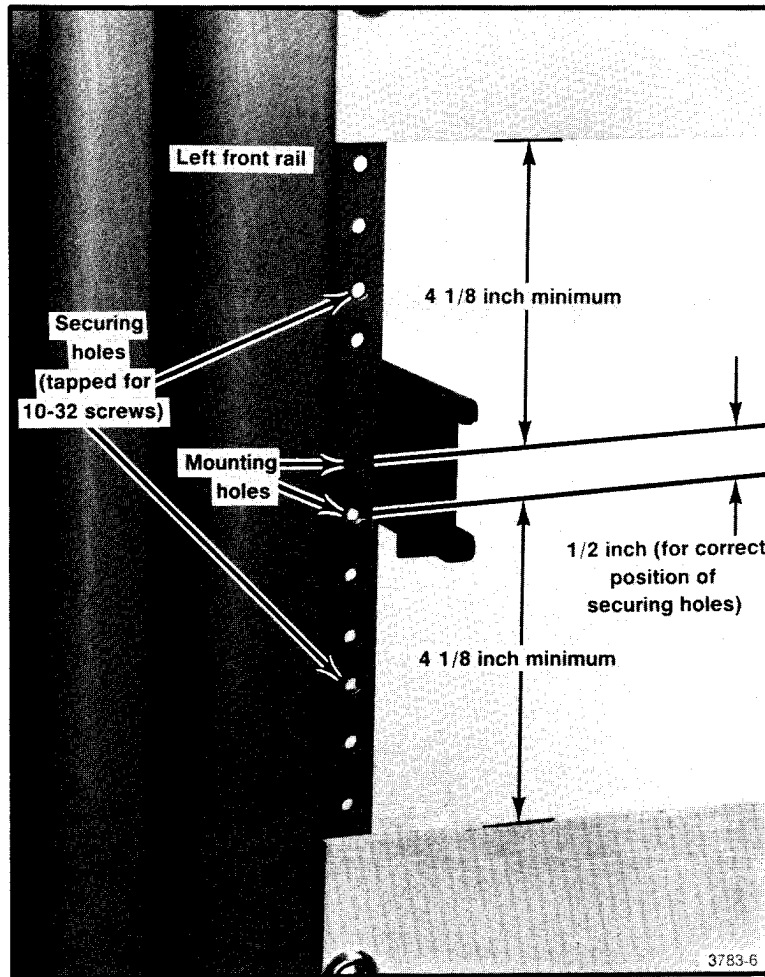 Left front rail
4 1/8 inch minimum
Securing
holes
(tapped for
10-32 screws)
Mounting
holes
1/2 inch (for correct
position of
securing holes)
4 1/8 inch minimum
3783-6